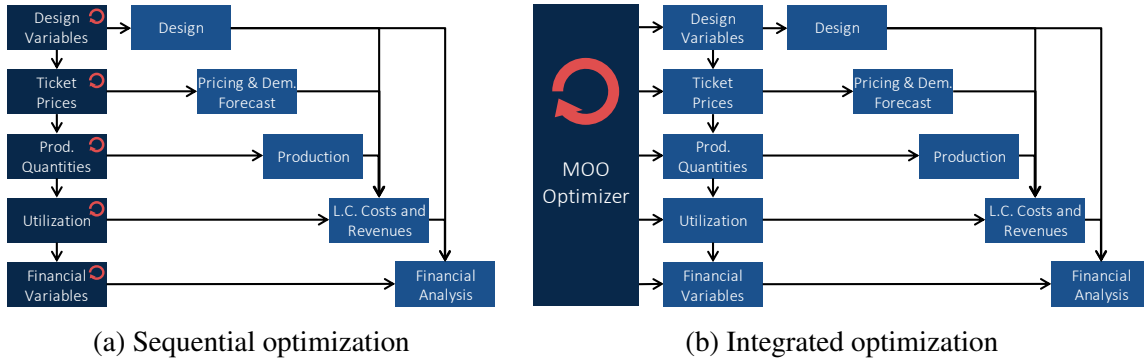 Design
Variables
Design
Ticket
Prices
Pricing & Dem.
Forecast
Prod.
Quantities
Production
Utilization
L.C. Costs and
Revenues
Financial
Variables
Financial
Analysis
(a) Sequential optimization
MOO
Optimizer
Design
Variables
Design
Ticket
Prices
Pricing & Dem.
Forecast
Prod.
Quantities
Production
Utilization
L.C. Costs and
Revenues
Financial
Variables
Financial
Analysis
(b) Integrated optimization